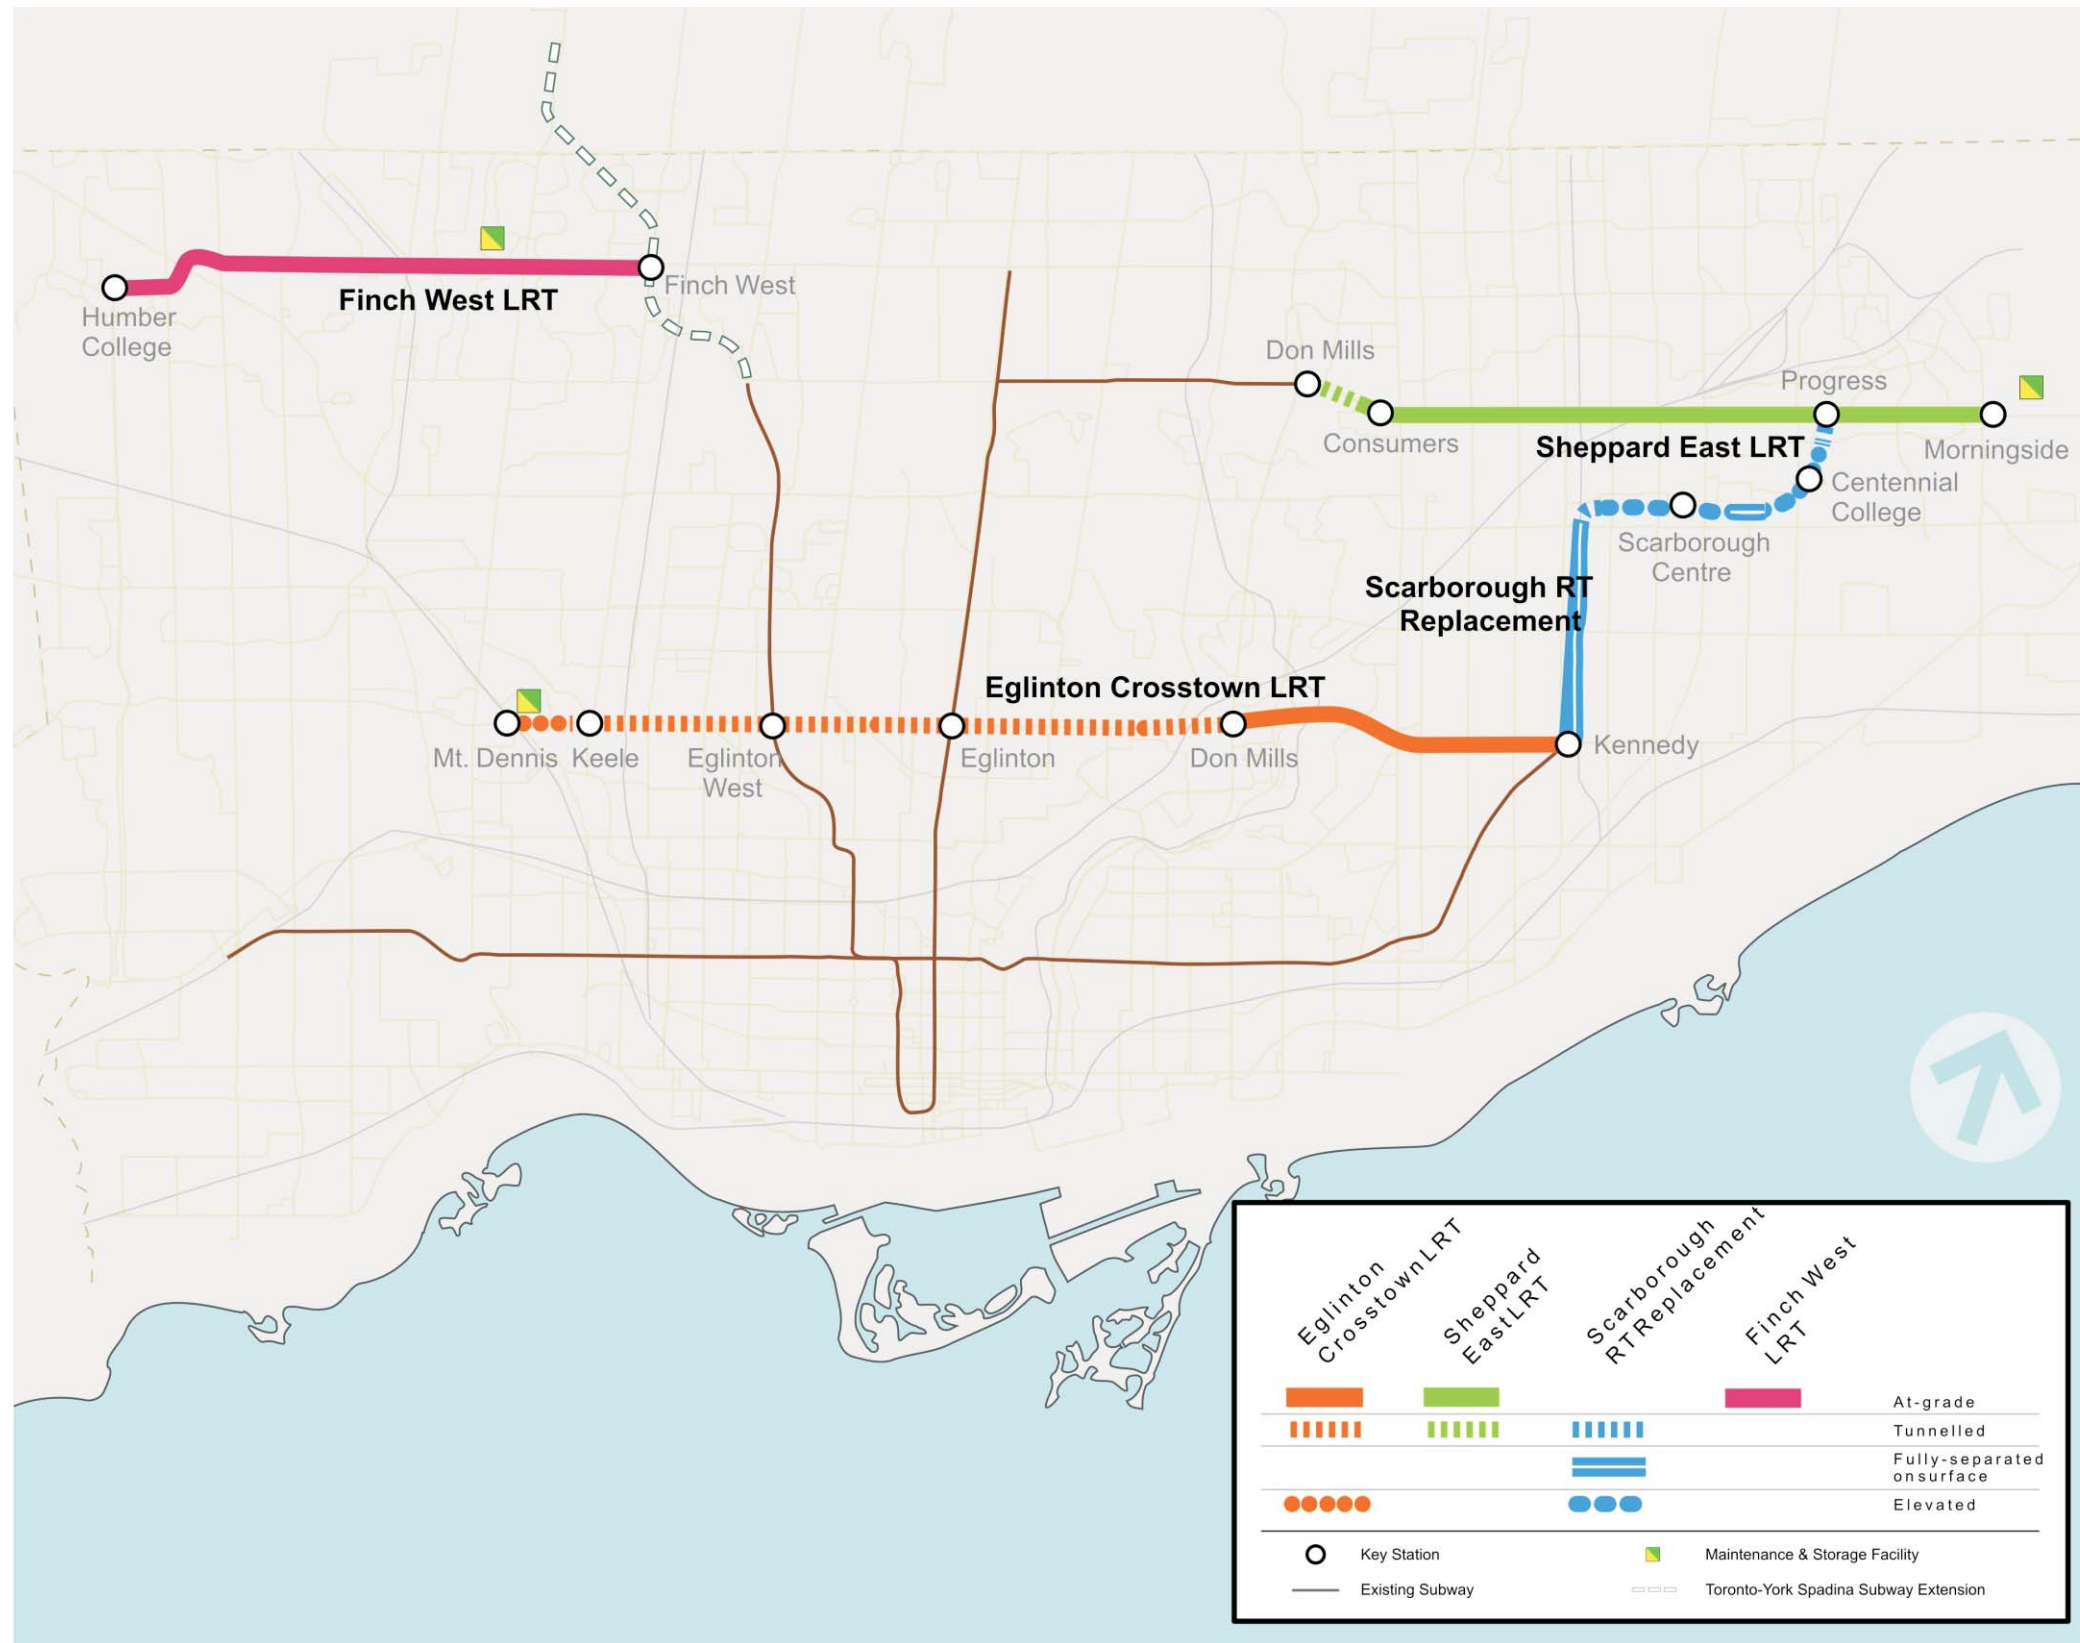 Finch West
Finch West LRT
Humber
College
Don Mills
Progress
Consumers
Sheppard East LRT
Morningside
Centennial
College
Scarborough
Centre
Scarborough RT
Replacement
Eglinton Crosstown LRT
Mt. Dennis
Keele
Eglinton
West
Eglinton
Don Mills
Kennedy
Eglinton
Crosstown LRT
Sheppard
East LRT
Scarborough
RT Replacement
Finch West
LRT
At-grade
Tunnelled
Fully-separated
on surface
Elevated
Key Station
Maintenance & Storage Facility
Existing Subway
Toronto-York Spadina Subway Extension